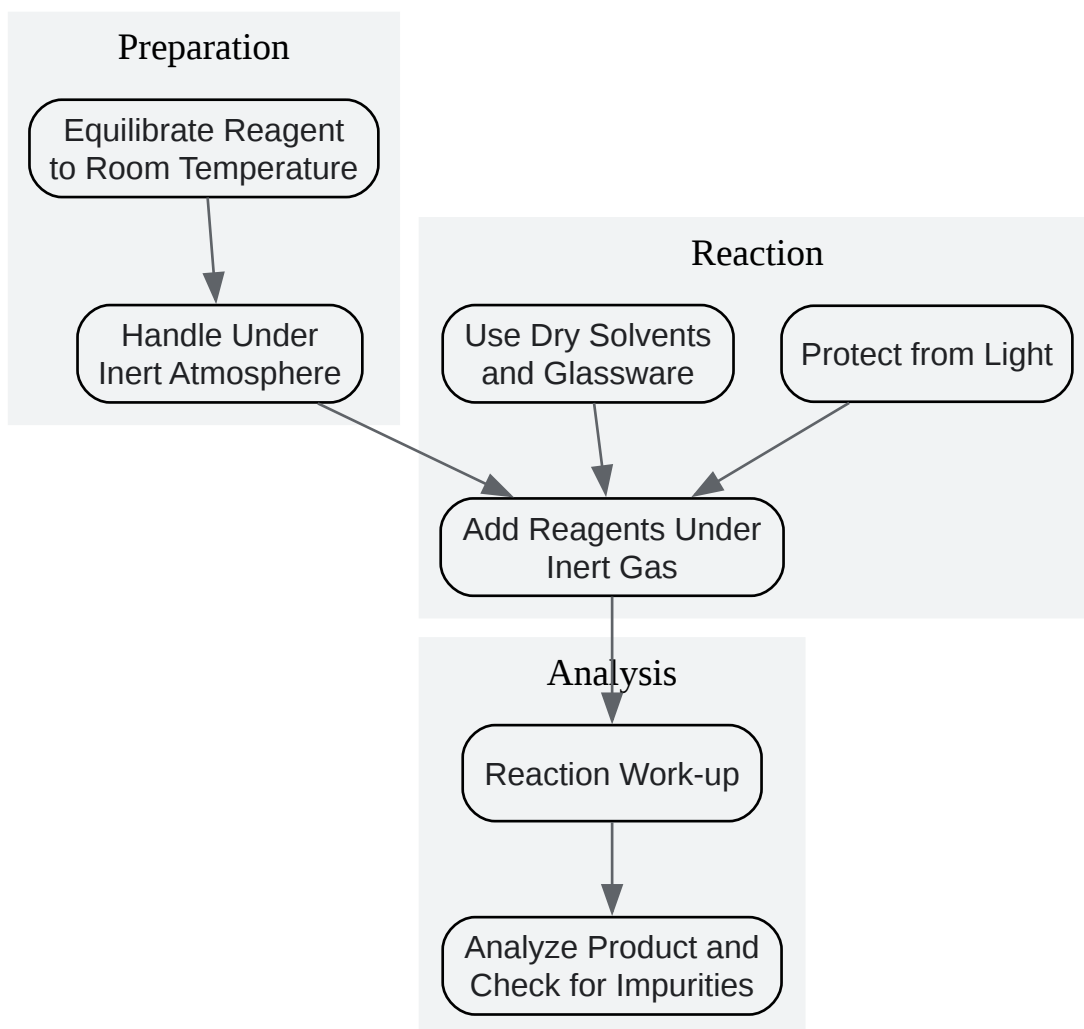 Preparation
Equilibrate Reagent
to Room Temperature
Handle Under
Inert Atmosphere
Reaction
Use Dry Solvents
and Glassware
Protect from Light
Add Reagents Under
Inert Gas
Analysis
Reaction Work-up
Analyze Product and
Check for Impurities